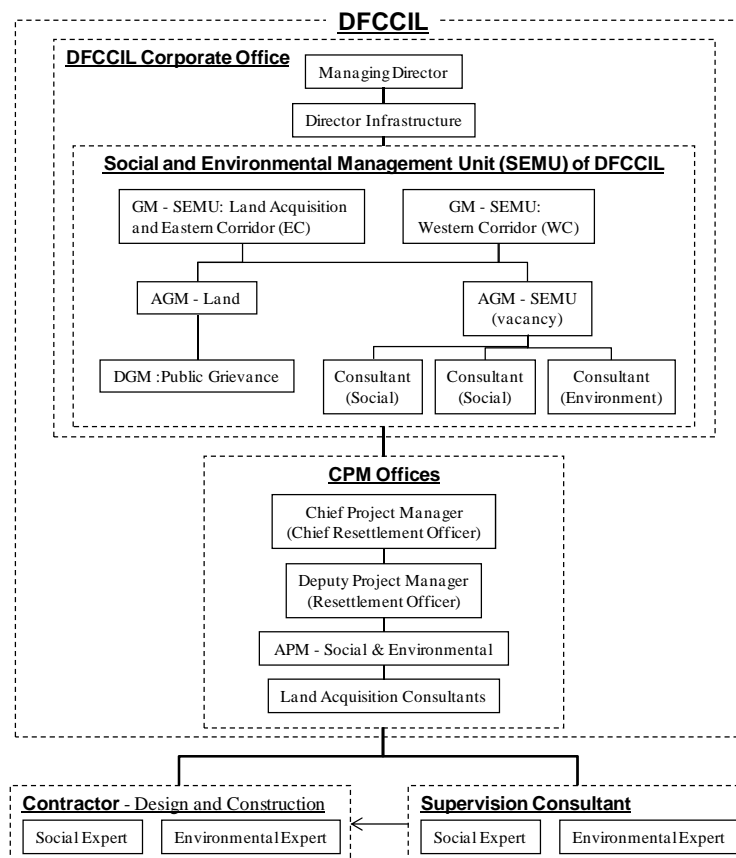 DFCCIL
DFCCIL Corporate Office
Managing Director
Director Infrastructure
Social and Environmental Management Unit (SEMU) of DFCCIL
GM - SEMU: Land Acquisition
and Eastern Corridor (EC)
GM - SEMU:
Western Corridor (WC)
AGM - Land
AGM - SEMU
(vacancy)
DGM :Public Grievance
Consultant
(Social)
Consultant
(Social)
Consultant
(Environment)
CPM Offices
Chief Project Manager
(Chief Resettlement Officer)
Deputy Project Manager
(Resettlement Officer)
APM - Social & Environmental
Land Acquisition Consultants
Contractor - Design and Construction
Social Expert
Environmental Expert
Supervision Consultant
Social Expert
Environmental Expert